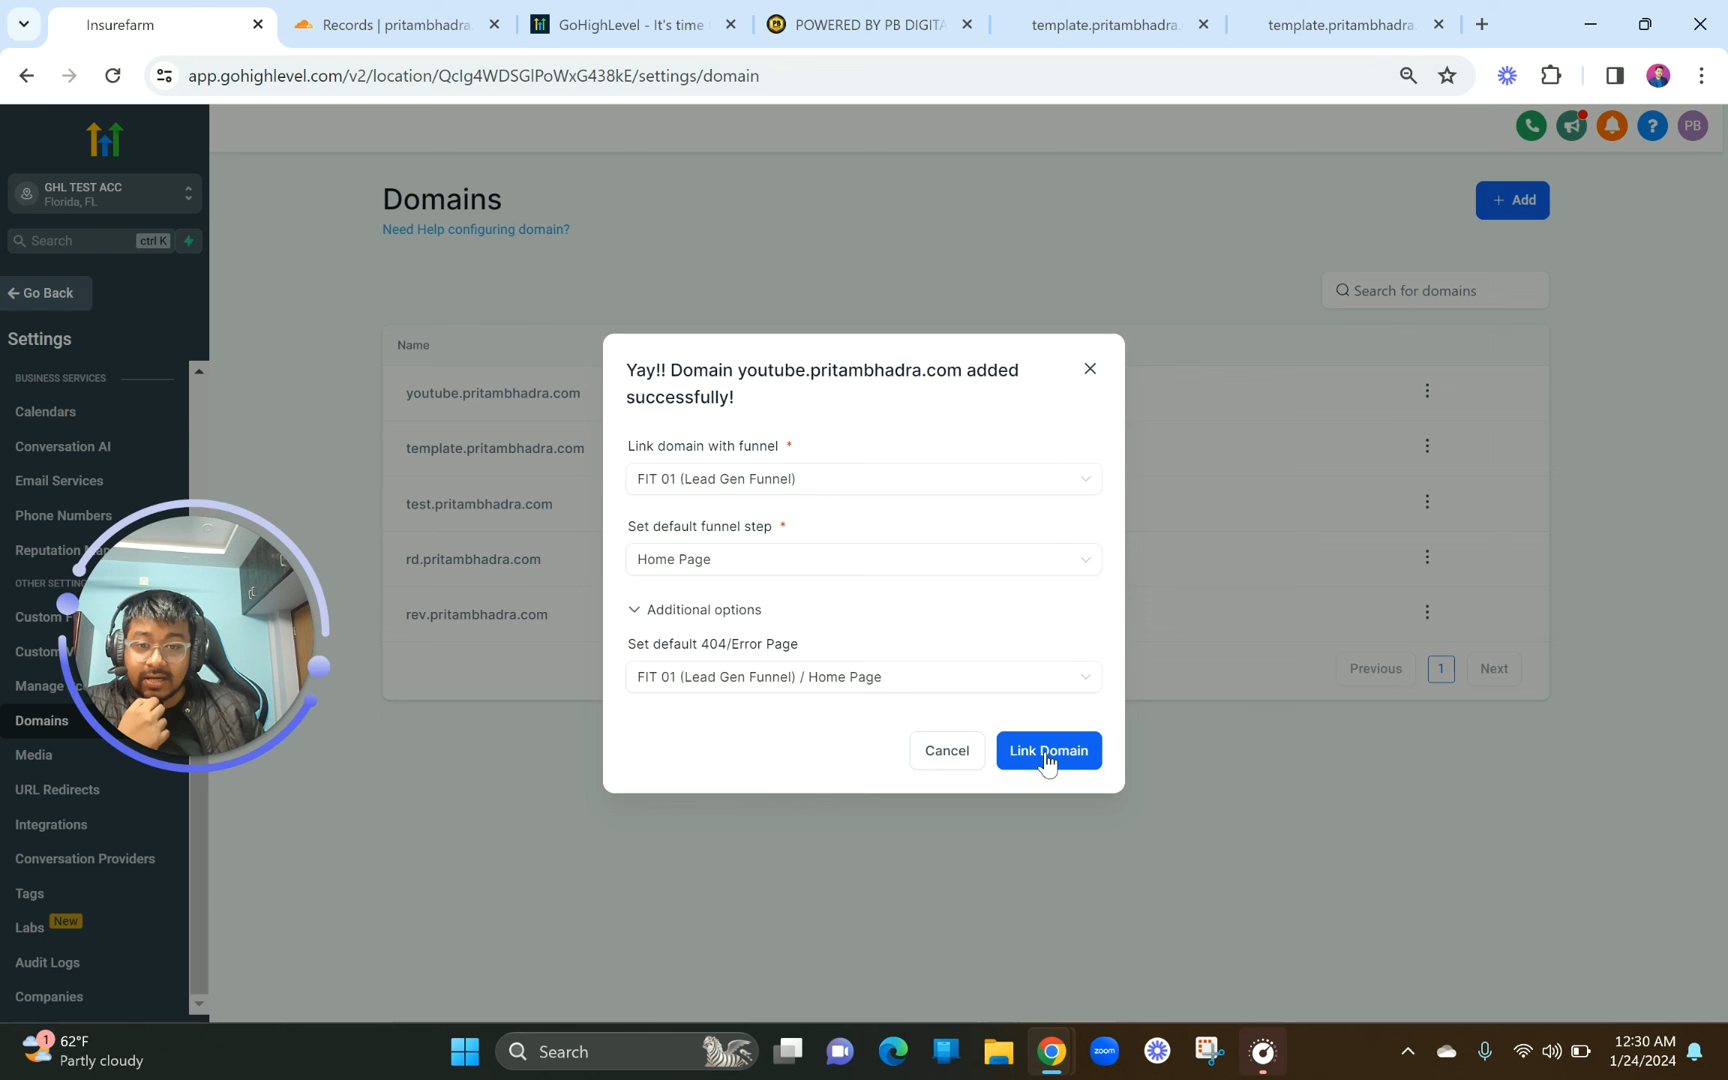 Insurefarm
Records | pritambhadra.
GoHighLevel - It's time
POWERED BY PB DIGITA
template.pritambhadra.
template.pritambhadra.
app.gohighlevel.com/v2/location/Qclg4WDSGlPoWxG438kE/settings/domain
PB
GHL TEST ACC
Florida, FL
Search
ctrl K
Go Back
Settings
BUSINESS SERVICES
Calendars
Conversation AI
Email Services
Phone Numbers
Reputation
OTHER SETTING
Custom F
Custom V
Manage
Domains
Media
URL Redirects
Integrations
Conversation Providers
Tags
Labs New
Audit Logs
Companies
Domains
Need Help configuring domain?
+ Add
Search for domains
Name
youtube.pritambhadra.com
template.pritambhadra.com
test.pritambhadra.com
rd.pritambhadra.com
rev.pritambhadra.com
Previous
1
Next
Yay!! Domain youtube.pritambhadra.com added
successfully!
Link domain with funnel *
FIT 01 (Lead Gen Funnel)
Set default funnel step *
Home Page
Additional options
Set default 404/Error Page
FIT 01 (Lead Gen Funnel) / Home Page
Cancel
Link Domain
1
62°F
Partly cloudy
Search
zoom
12:30 AM
1/24/2024